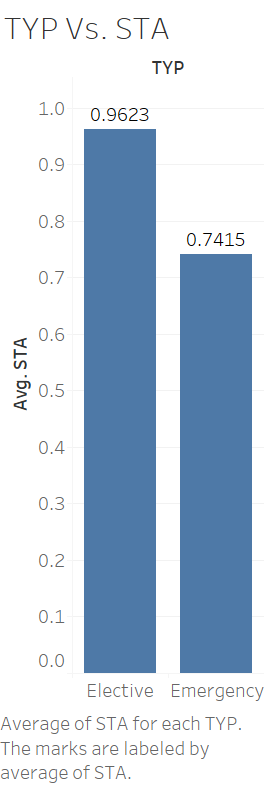 TYP Vs. STA
TYP
1.0
0.9623
0.9
0.8
0.7415
0.7
0.6
Avg. STA
0.5
0.4
0.3
0.2
0.1
0.0
Elective Emergency
Average of STA for each TYP.
The marks are labeled by
average of STA.